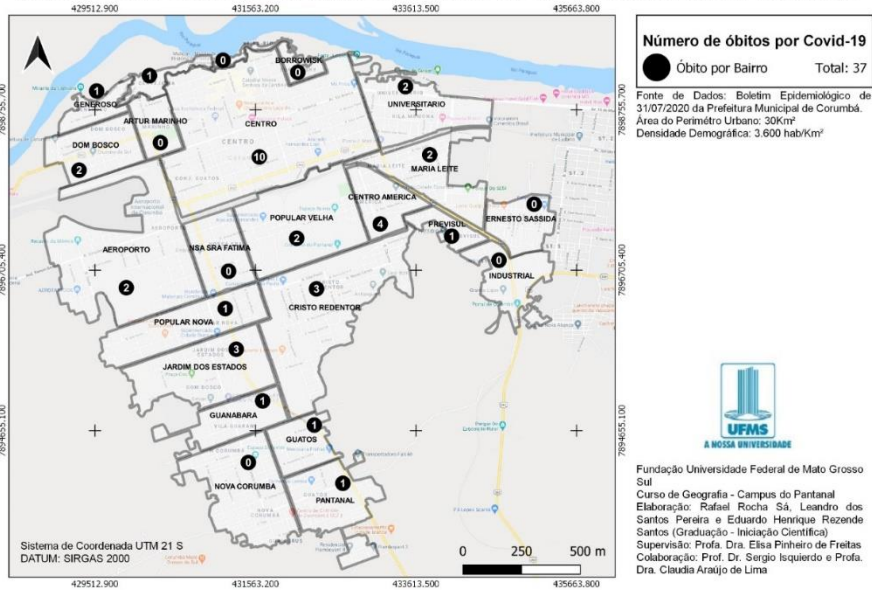 429512.900 431563.200 433613.500 435663.800
Número de óbitos por Covid-19
Óbito por Bairro Total: 37
Fonte de Dados: Boletim Epidemiológico de
31/07/2020 da Prefeitura Municipal de Corumbá.
Área do Perimétro Urbano: 30Km²
Densidade Demográfica: 3.600 hab/Km²
7898755.700
7898755.700
0
BORROWISK
0
1
1
GENEROSO
2
UNIVERSITARIO
ARTUR MARINHO
0
CENTRO
CENTRO
10
DOM BOSCO
2
2
MARIA LEITE
CENTRO AMERICA
4
0
ERNESTO SASSIDA
PREVISUL
1
POPULAR VELHA
2
AEROPORTO
2
NSA SRA FATIMA
0
0
INDUSTRIAL
7896705.400
7896705.400
3
CRISTO REDENTOR
1
POPULAR NOVA
3
JARDIM DOS ESTADOS
1
GUANABARA
1
GUATOS
7894655.100
7894655.100
0
NOVA CORUMBA
1
PANTANAL
Sistema de Coordenada UTM 21 S
DATUM: SIRGAS 2000
0 250 500 m
429512.900 431563.200 433613.500 435663.800
UFMS
A NOSSA UNIVERSIDADE
Fundação Universidade Federal de Mato Grosso
Sul
Curso de Geografia - Campus do Pantanal
Elaboração: Rafael Rocha Sá, Leandro dos
Santos Pereira e Eduardo Henrique Rezende
Santos (Graduação - Iniciação Científica)
Supervisão: Profa. Dra. Elisa Pinheiro de Freitas
Colaboração: Prof. Dr. Sergio Isquierdo e Profa.
Dra. Claudia Araújo de Lima